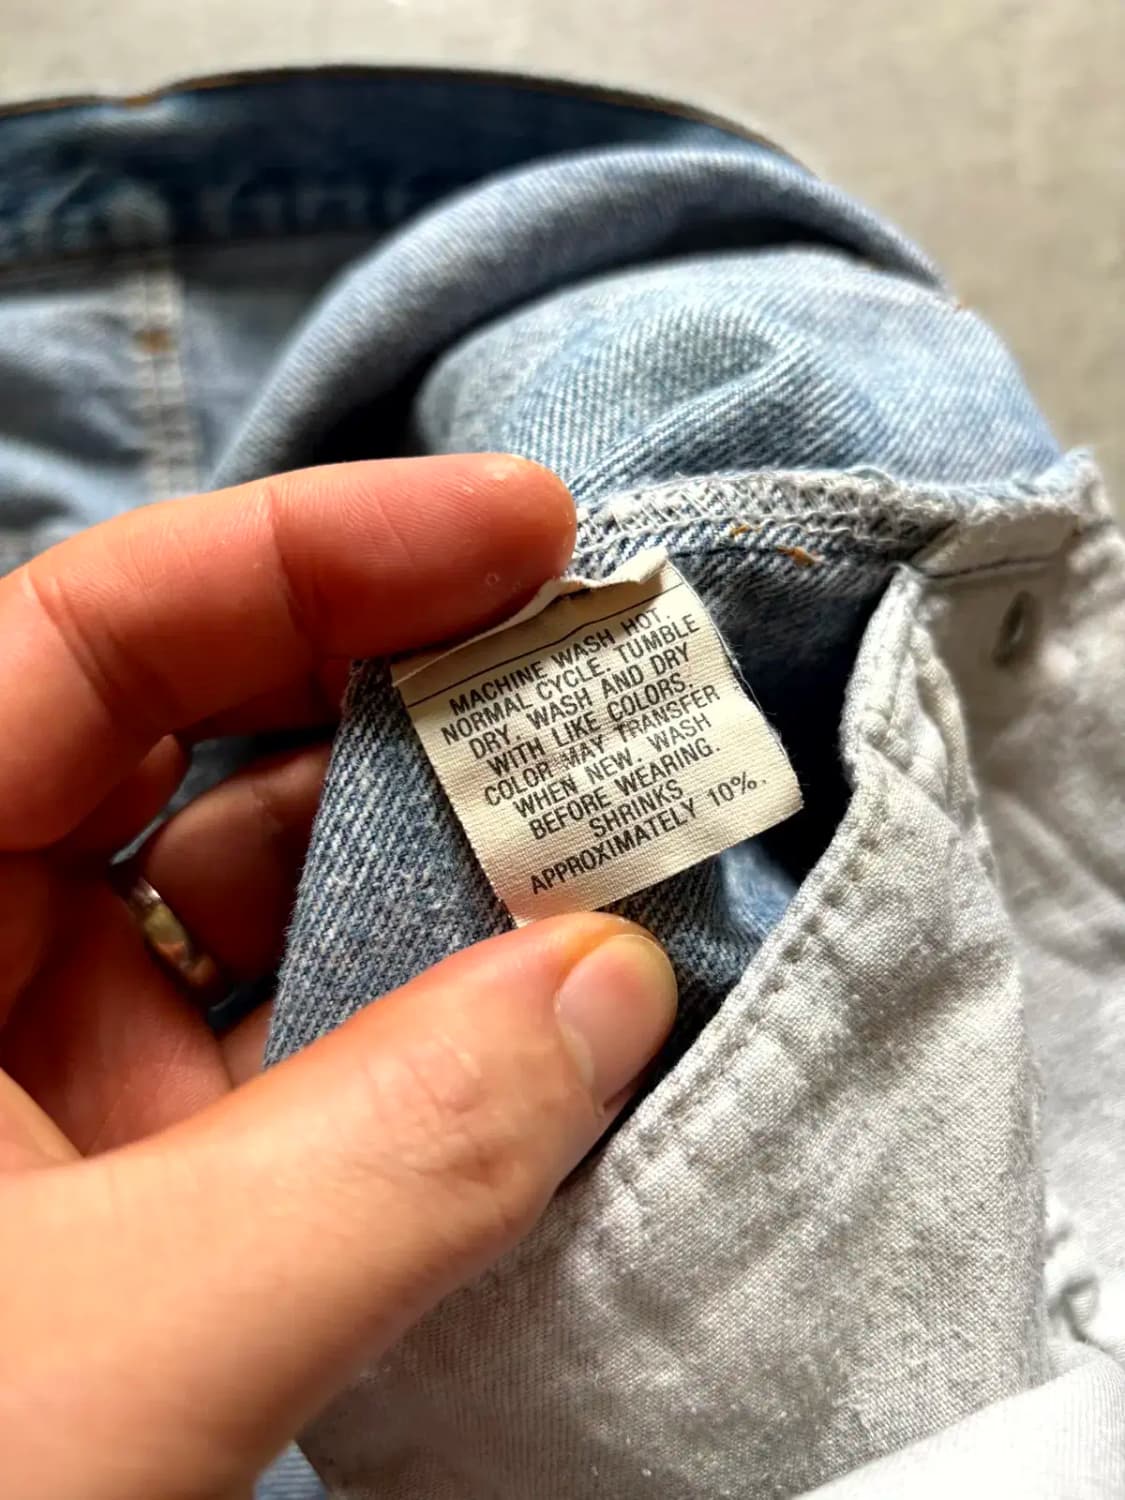 MACHINE WASH HOT,
NORMAL CYCLE. TUMBLE
DRY. WASH AND DRY
WITH LIKE COLORS.
COLOR MAY TRANSFER
WHEN NEW. WASH
BEFORE WEARING.
SHRINKS
APPROXIMATELY 10%.